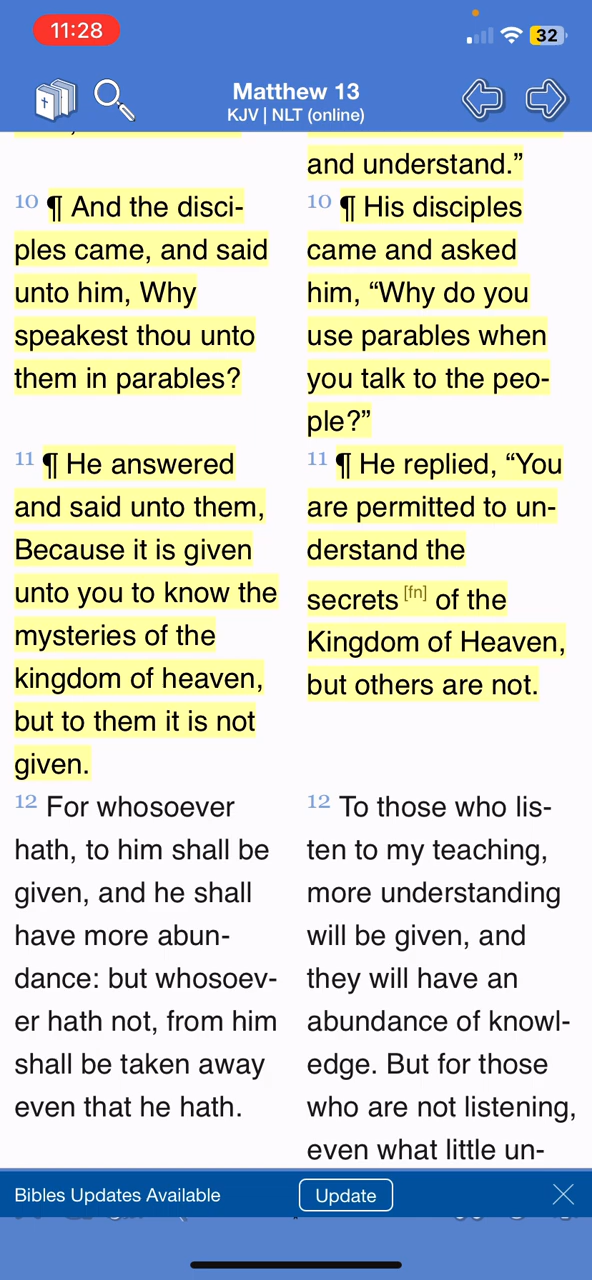 11:28
32
Matthew 13
KJV | NLT (online)
and understand.”
10 ¶ And the disci-
ples came, and said
unto him, Why
speakest thou unto
them in parables?
10 ¶ His disciples
came and asked
him, “Why do you
use parables when
you talk to the peo-
ple?”
11 ¶ He answered
and said unto them,
Because it is given
unto you to know the
mysteries of the
kingdom of heaven,
but to them it is not
given.
11 ¶ He replied, “You
are permitted to un-
derstand the
secrets [fn] of the
Kingdom of Heaven,
but others are not.
12 For whosoever
hath, to him shall be
given, and he shall
have more abun-
dance: but whosoev-
er hath not, from him
shall be taken away
even that he hath.
12 To those who lis-
ten to my teaching,
more understanding
will be given, and
they will have an
abundance of knowl-
edge. But for those
who are not listening,
even what little un-
Bibles Updates Available
Update